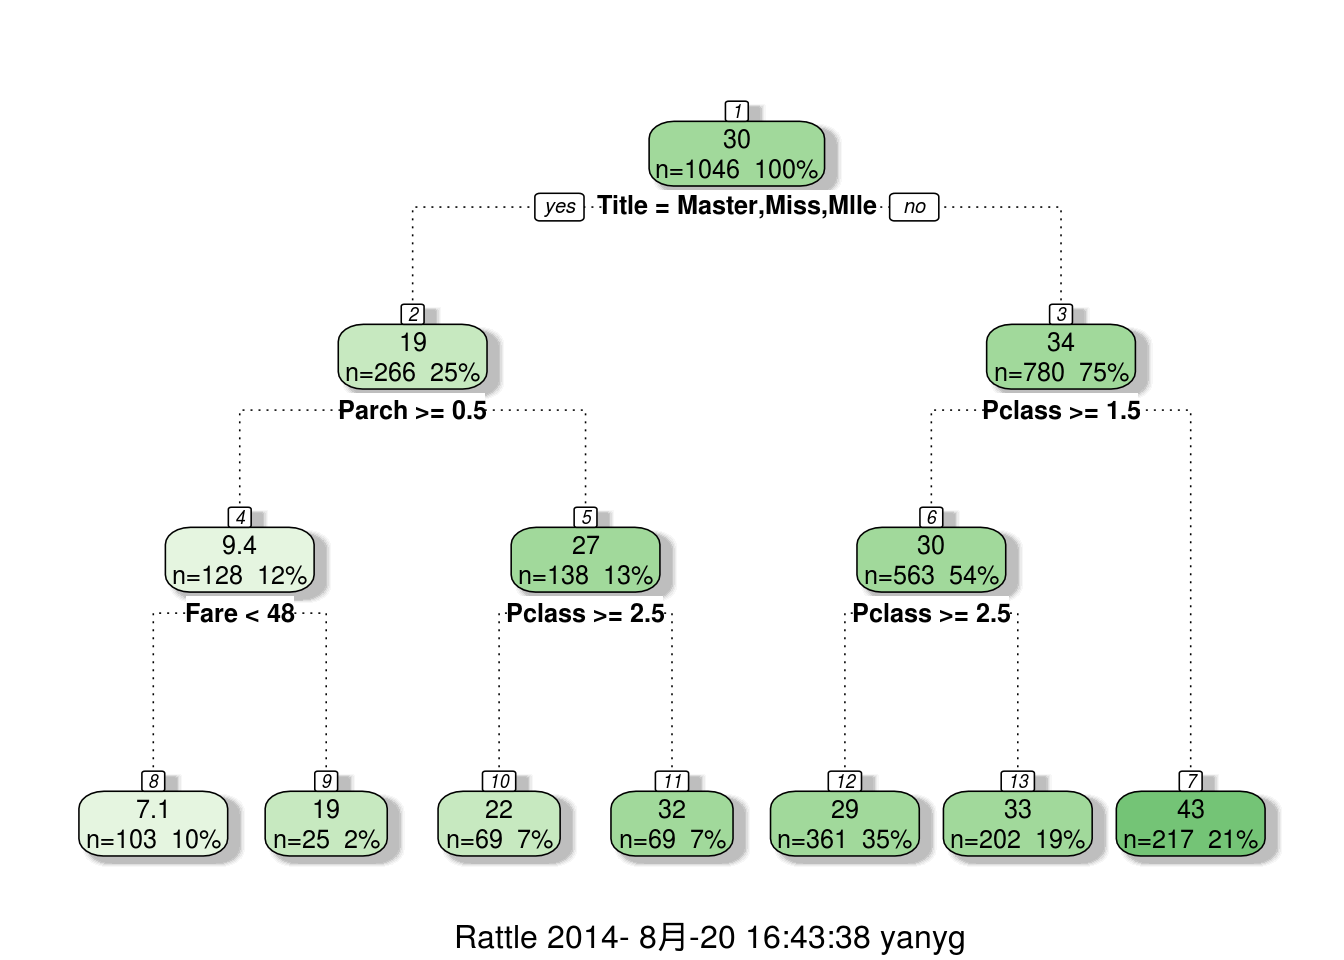 1
30
n=1046 100%
yes Title = Master,Miss,Mlle no
2
19
n=266 25%
3
34
n=780 75%
Parch >= 0.5
Pclass >= 1.5
4
9.4
n=128 12%
5
27
n=138 13%
6
30
n=563 54%
Fare < 48
Pclass >= 2.5
Pclass >= 2.5
8
7.1
n=103 10%
9
19
n=25 2%
10
22
n=69 7%
11
32
n=69 7%
12
29
n=361 35%
13
33
n=202 19%
7
43
n=217 21%
Rattle 2014- 8月-20 16:43:38 yanyg